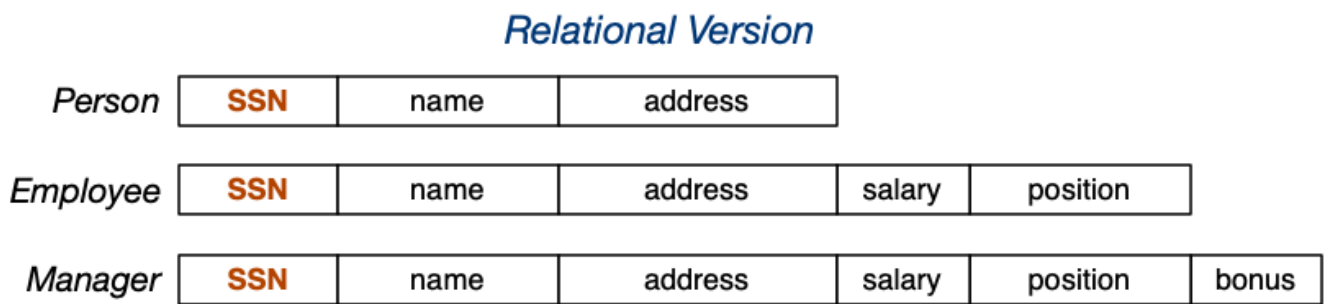 Relational Version
Person SSN name address
Employee SSN name address salary position
Manager SSN name address salary position bonus